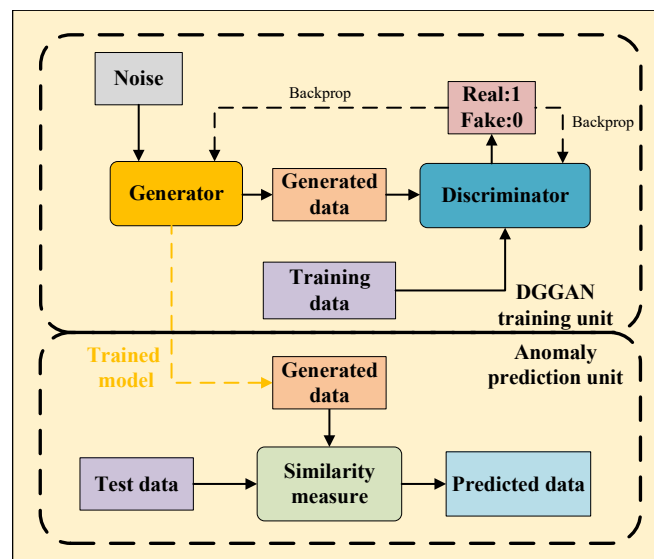 Noise
Backprop
Real:1
Fake:0
Backprop
Generator
Generated
data
Discriminator
Training
data
DGGAN
training unit
Trained
model
Anomaly
prediction unit
Generated
data
Test data
Similarity
measure
Predicted data